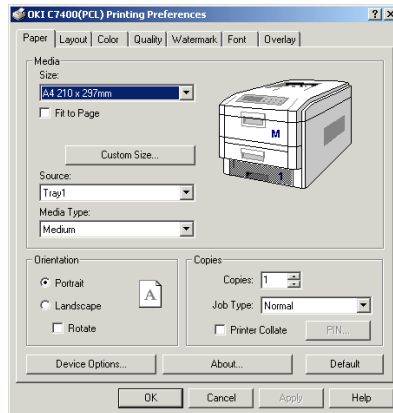 OKI C7400(PCL) Printing Preferences
Paper Layout Color Quality Watermark Font Overlay
Media
Size:
A4 210 x 297mm
Fit to Page
Custom Size...
Source:
Tray1
Media Type:
Medium
M
1
Orientation
Portrait
Landscape
Rotate
A
Copies
Copies: 1
Job Type: Normal
Printer Collate PIN...
Device Options... About... Default
OK Cancel Apply Help